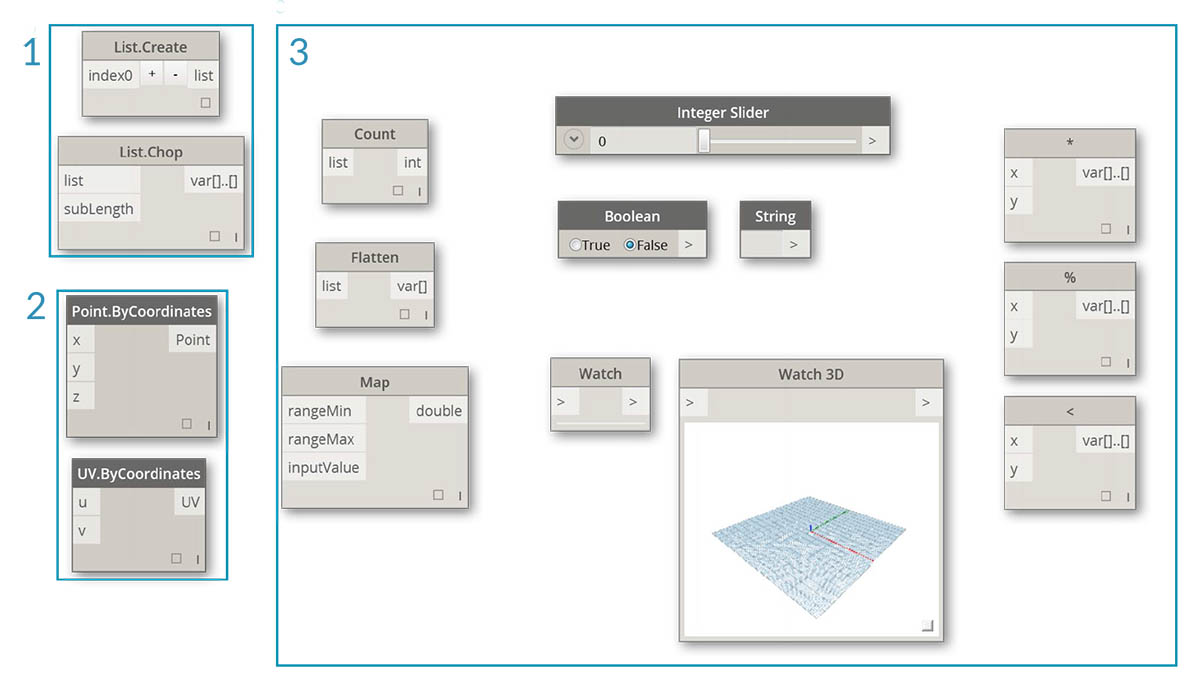 1
List.Create
index0 + - list
List.Chop
list var[]..[]
subLength
2
Point.ByCoordinates
x Point
y
z
UV.ByCoordinates
u UV
v
3
Count
list int
Flatten
list var[]
Map
rangeMin double
rangeMax
inputValue
Integer Slider
0 >
Boolean
True False >
String
>
Watch
> >
Watch 3D
> >
*
x var[]..[]
y
%
x var[]..[]
y
<
x var[]..[]
y